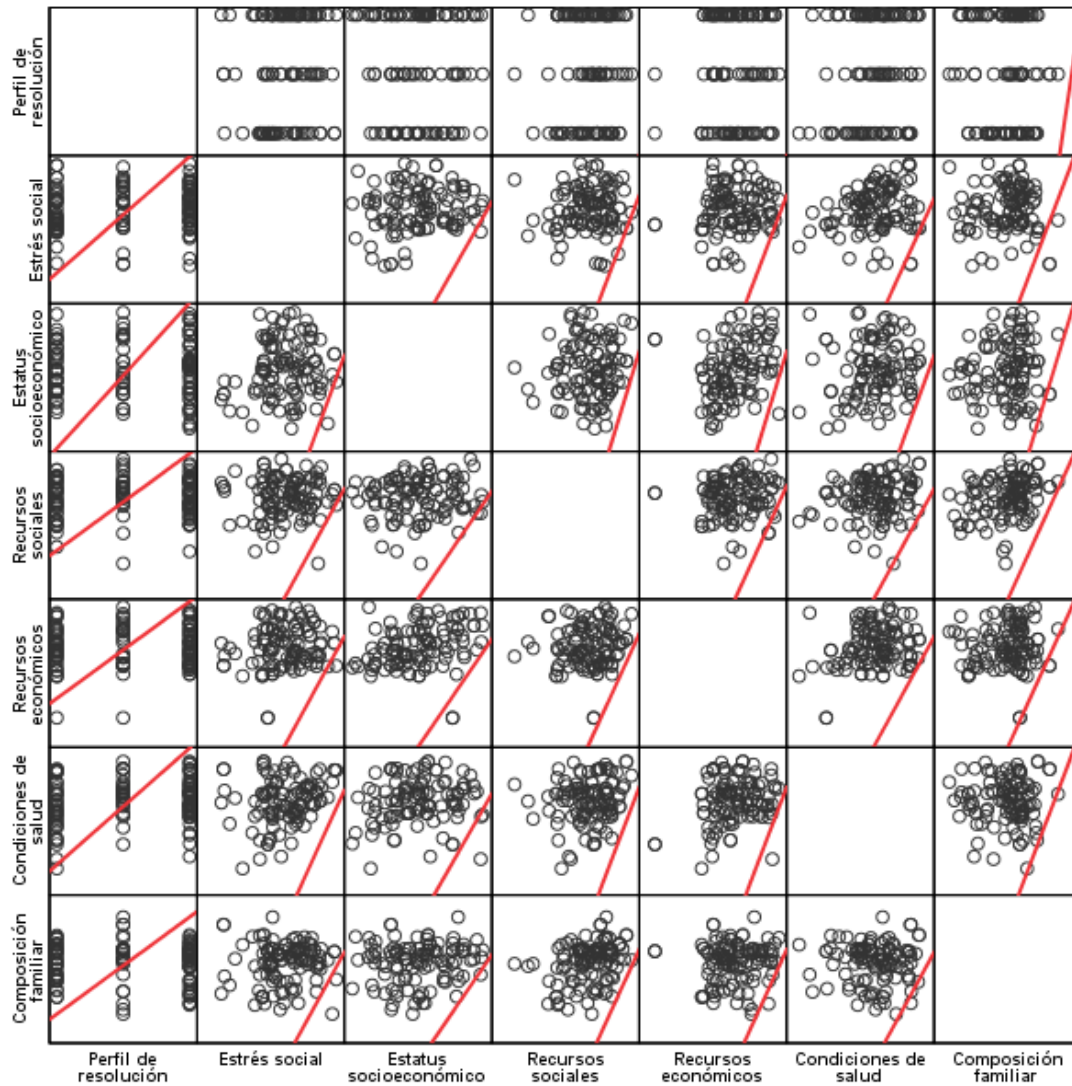 Perfil de
resolución
Estrés social
Estatus
socioeconómico
Recursos
sociales
Recursos
económicos
Condiciones de
salud
Composición
familiar
Perfil de
resolución
Estrés social
Estatus
socioeconómico
Recursos
sociales
Recursos
económicos
Condiciones de
salud
Composición
familiar